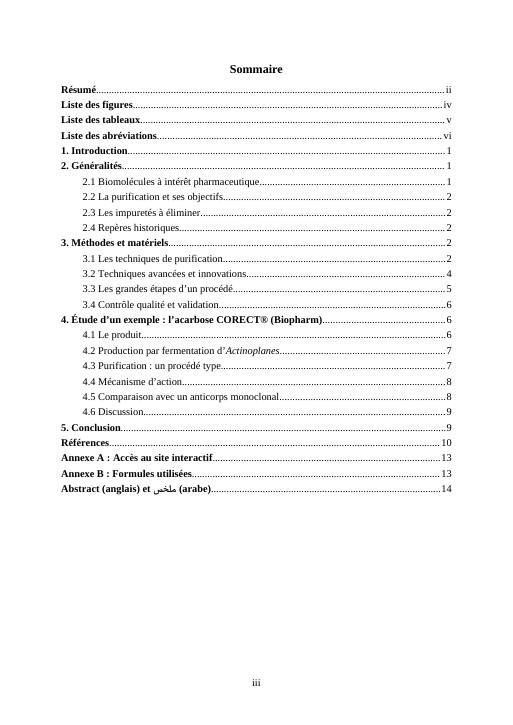 Sommaire
Résumé ii
Liste des figures iv
Liste des tableaux v
Liste des abréviations vi
1. Introduction 1
2. Généralités 1
2.1 Biomolécules à intérêt pharmaceutique 1
2.2 La purification et ses objectifs 2
2.3 Les impuretés à éliminer 2
2.4 Repères historiques 2
3. Méthodes et matériels 2
3.1 Les techniques de purification 2
3.2 Techniques avancées et innovations 4
3.3 Les grandes étapes d’un procédé 5
3.4 Contrôle qualité et validation 6
4. Étude d’un exemple : l’acarbose CORECT® (Biopharm) 6
4.1 Le produit 6
4.2 Production par fermentation d’Actinoplanes 7
4.3 Purification : un procédé type 7
4.4 Mécanisme d’action 8
4.5 Comparaison avec un anticorps monoclonal 8
4.6 Discussion 9
5. Conclusion 9
Références 10
Annexe A : Accès au site interactif 13
Annexe B : Formules utilisées 13
Abstract (anglais) et ملخص (arabe) 14
iii